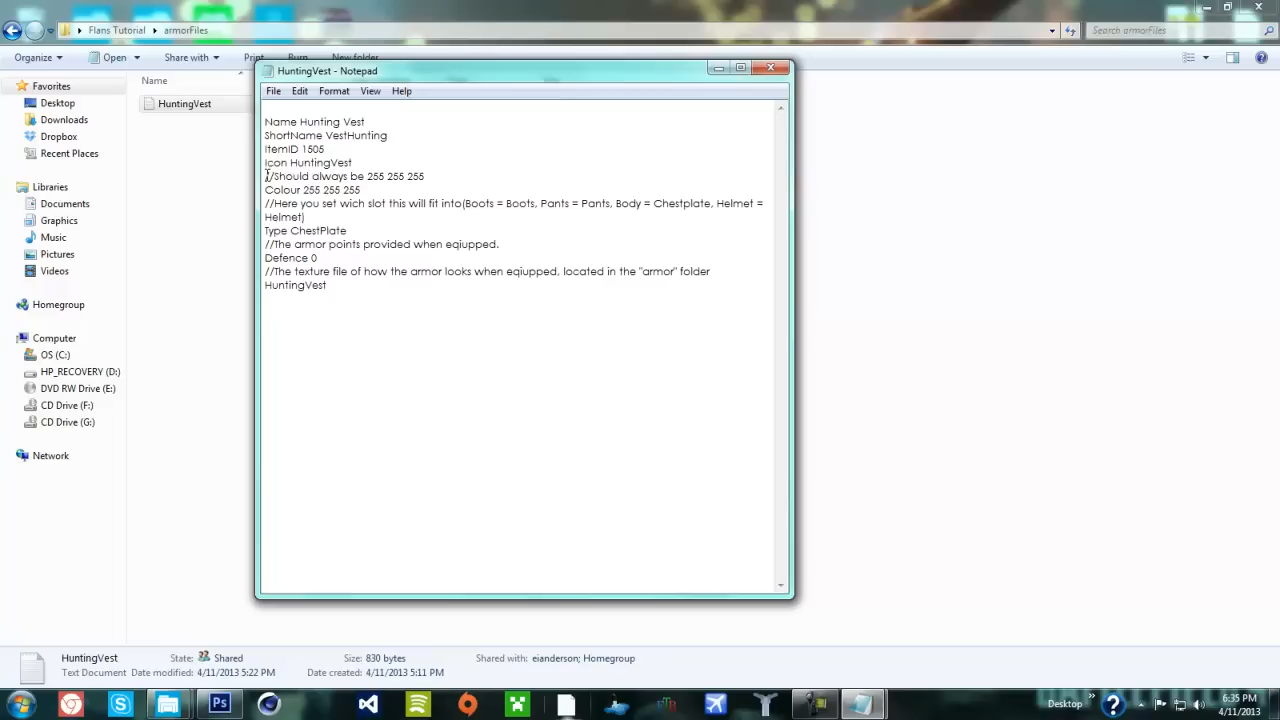 Flans Tutorial
armorFiles
Search armorFiles
Organize
Open
Share with
Print
Burn
New folder
HuntingVest - Notepad
File Edit Format View Help
Name
HuntingVest
Favorites
Desktop
Downloads
Dropbox
Recent Places
Libraries
Documents
Graphics
Music
Pictures
Videos
Homegroup
Computer
OS (C:)
HP_RECOVERY (D:)
DVD RW Drive (E:)
CD Drive (F:)
CD Drive (G:)
Network
Name Hunting Vest
ShortName VestHunting
ItemID 1505
Icon HuntingVest
//Should always be 255 255 255
Colour 255 255 255
//Here you set wich slot this will fit into(Boots = Boots, Pants = Pants, Body = Chestplate, Helmet =
Helmet)
Type ChestPlate
//The armor points provided when eqiupped.
Defence 0
//The texture file of how the armor looks when eqiupped, located in the "armor" folder
HuntingVest
HuntingVest State: Shared Size: 830 bytes Shared with: eianderson; Homegroup
Text Document Date modified: 4/11/2013 5:22 PM Date created: 4/11/2013 5:11 PM
Ps
Desktop
6:35 PM
4/11/2013